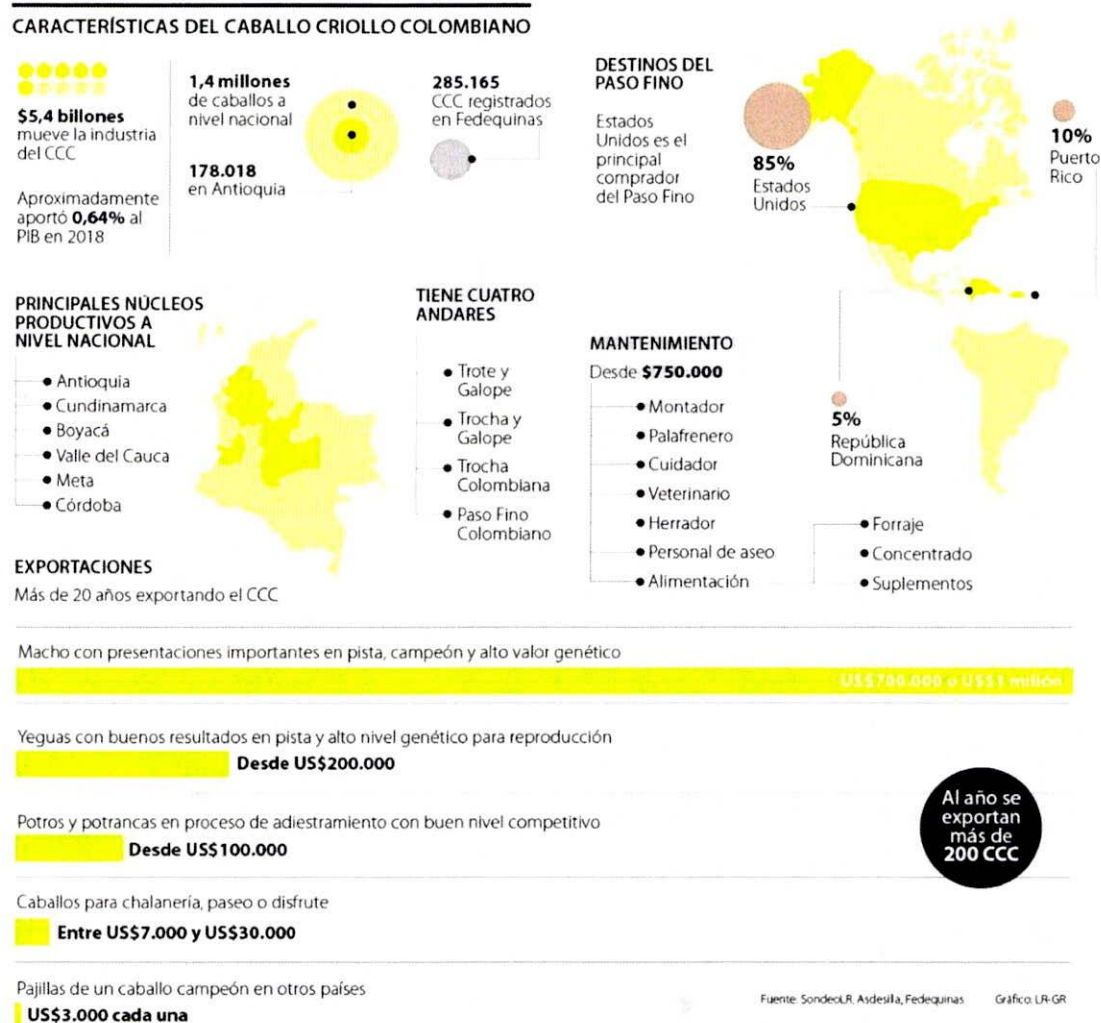 CARACTERÍSTICAS DEL CABALLO CRIOLLO COLOMBIANO
$5,4 billones
mueve la industria
del CCC
Aproximadamente
aportó 0,64% al
PIB en 2018
1,4 millones
de caballos a
nivel nacional
178.018
en Antioquia
285.165
CCC registrados
en Fedequinas
DESTINOS DEL
PASO FINO
Estados
Unidos es el
principal
comprador
del Paso Fino
85%
Estados
Unidos
10%
Puerto
Rico
5%
República
Dominicana
PRINCIPALES NÚCLEOS
PRODUCTIVOS A
NIVEL NACIONAL
Antioquia
Cundinamarca
Boyacá
Valle del Cauca
Meta
Córdoba
TIENE CUATRO
ANDARES
Trote y
Galope
Trocha y
Galope
Trocha
Colombiana
Paso Fino
Colombiano
MANTENIMIENTO
Desde $750.000
Montador
Palafrenero
Cuidador
Veterinario
Herrador
Personal de aseo
Alimentación
Forraje
Concentrado
Suplementos
EXPORTACIONES
Más de 20 años exportando el CCC
Macho con presentaciones importantes en pista, campeón y alto valor genético
US$700.000 o US$1 millón
Yeguas con buenos resultados en pista y alto nivel genético para reproducción
Desde US$200.000
Potros y potrancas en proceso de adiestramiento con buen nivel competitivo
Desde US$100.000
Caballos para chalanería, paseo o disfrute
Entre US$7.000 y US$30.000
Pajillas de un caballo campeón en otros países
US$3.000 cada una
Al año se
exportan
más de
200 CCC
Fuente: SondeoLR, Asdesilla, Fedequinas Gráfico: LR-GR